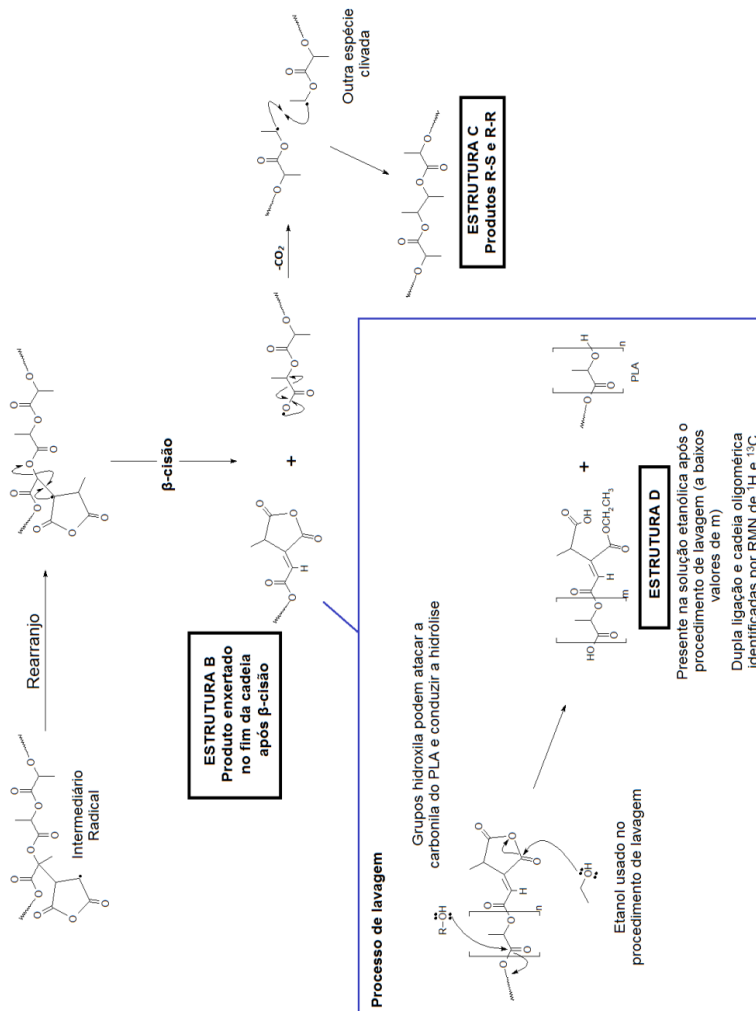 Rearranjo
Intermediário
Radical
β-cisão
ESTRUTURA B
Produto enxertado
no fim da cadeia
após β-cisão
+
-CO₂
Outra espécie
clivada
ESTRUTURA C
Produtos R-S e R-R
Processo de lavagem
Grupos hidroxila podem atacar a
carbonila do PLA e conduzir a hidrólise
R-OH
Etanol usado no
procedimento de lavagem
+
PLA
ESTRUTURA D
Presente na solução etanólica após o
procedimento de lavagem (a baixos
valores de m)
Dupla ligação e cadeia oligomérica
identificadas por RMN de ¹H e ¹³C